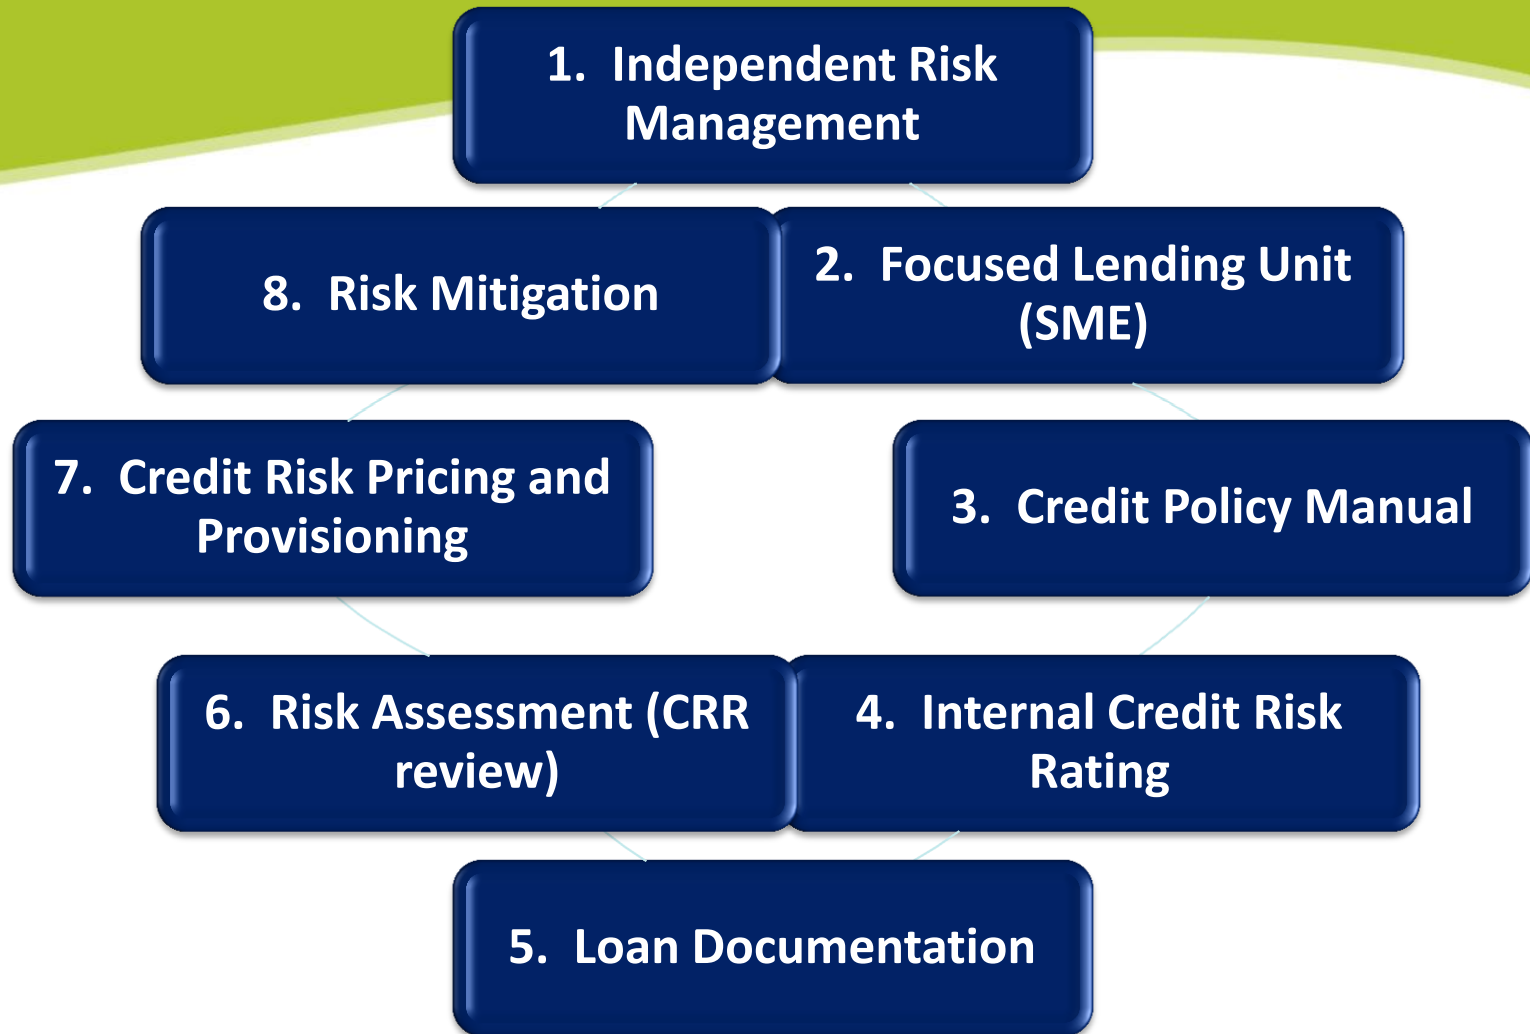 1. Independent Risk
Management
2. Focused Lending Unit
(SME)
3. Credit Policy Manual
4. Internal Credit Risk
Rating
5. Loan Documentation
6. Risk Assessment (CRR
review)
7. Credit Risk Pricing and
Provisioning
8. Risk Mitigation